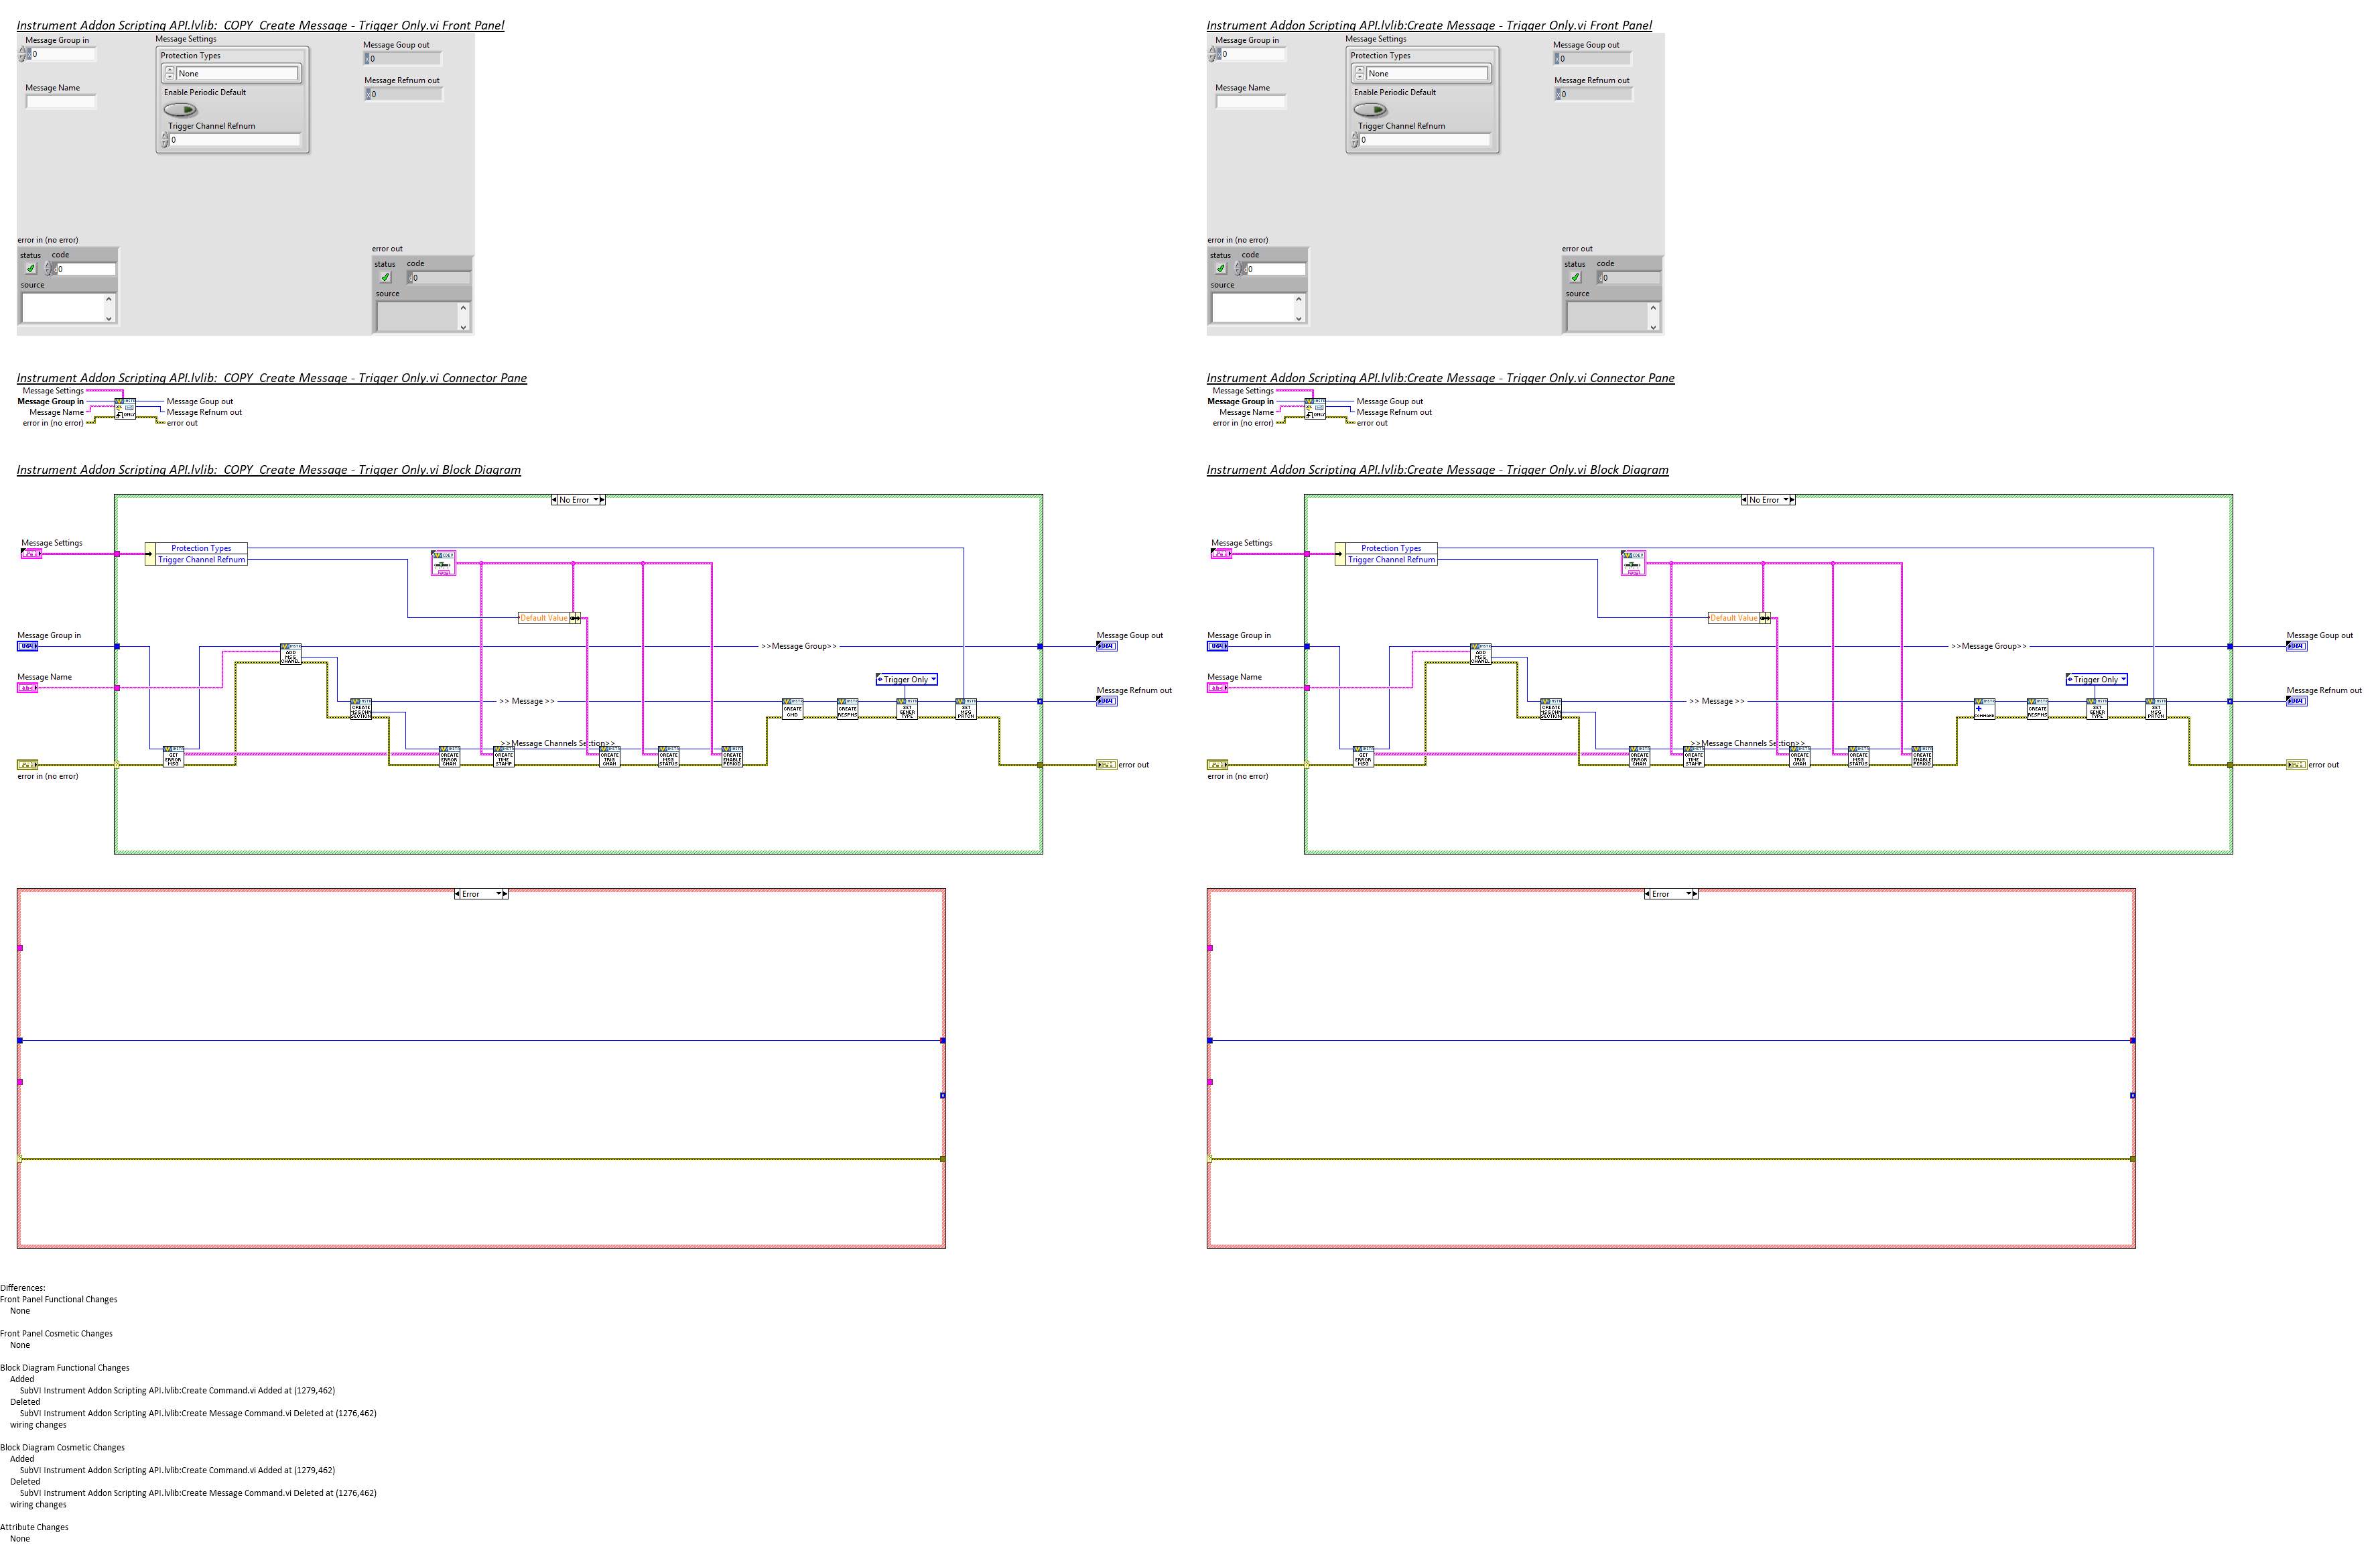 Instrument Addon Scripting API.lvlib:_COPY_Create Message - Trigger Only.vi Front Panel
Message Group in
0
Message Name
Message Settings
Protection Types
None
Enable Periodic Default
Trigger Channel Refnum
0
Message Goup out
0
Message Refnum out
0
error in (no error)
status
code
0
source
error out
status
code
0
source
Instrument Addon Scripting API.lvlib:Create Message - Trigger Only.vi Front Panel
Message Group in
0
Message Name
Message Settings
Protection Types
None
Enable Periodic Default
Trigger Channel Refnum
0
Message Goup out
0
Message Refnum out
0
error in (no error)
status
code
0
source
error out
status
code
0
source
Instrument Addon Scripting API.lvlib:_COPY_Create Message - Trigger Only.vi Connector Pane
Message Settings
Message Group in
Message Name
error in (no error)
Message Goup out
Message Refnum out
error out
Instrument Addon Scripting API.lvlib:Create Message - Trigger Only.vi Connector Pane
Message Settings
Message Group in
Message Name
error in (no error)
Message Goup out
Message Refnum out
error out
Instrument Addon Scripting API.lvlib:_COPY_Create Message - Trigger Only.vi Block Diagram
No Error
Message Settings
Protection Types
Trigger Channel Refnum
Default Value
Message Group in
ADD MSG CHANEL
>>Message Group>>
Message Goup out
Message Name
Trigger Only
CREATE MSGCHN SECTION
>> Message >>
CREATE CMD
CREATE RESPNS
SET GENER TYPE
SET MSG PRTCN
Message Refnum out
>>Message Channels Section>>
GET ERROR MSG
CREATE ERROR CHAN
CREATE TIME STAMP
CREATE TRIG CHAN
CREATE MSG STATUS
CREATE ENABLE PERIOD
error in (no error)
error out
Error
Instrument Addon Scripting API.lvlib:Create Message - Trigger Only.vi Block Diagram
No Error
Message Settings
Protection Types
Trigger Channel Refnum
Default Value
Message Group in
ADD MSG CHANEL
>>Message Group>>
Message Goup out
Message Name
Trigger Only
CREATE MSGCHN SECTION
>> Message >>
COMMAND
CREATE RESPNS
SET GENER TYPE
SET MSG PRTCN
Message Refnum out
>>Message Channels Section>>
GET ERROR MSG
CREATE ERROR CHAN
CREATE TIME STAMP
CREATE TRIG CHAN
CREATE MSG STATUS
CREATE ENABLE PERIOD
error in (no error)
error out
Error
Differences:
Front Panel Functional Changes
None
Front Panel Cosmetic Changes
None
Block Diagram Functional Changes
Added
SubVI Instrument Addon Scripting API.lvlib:Create Command.vi Added at (1279,462)
Deleted
SubVI Instrument Addon Scripting API.lvlib:Create Message Command.vi Deleted at (1276,462)
wiring changes
Block Diagram Cosmetic Changes
Added
SubVI Instrument Addon Scripting API.lvlib:Create Command.vi Added at (1279,462)
Deleted
SubVI Instrument Addon Scripting API.lvlib:Create Message Command.vi Deleted at (1276,462)
wiring changes
Attribute Changes
None